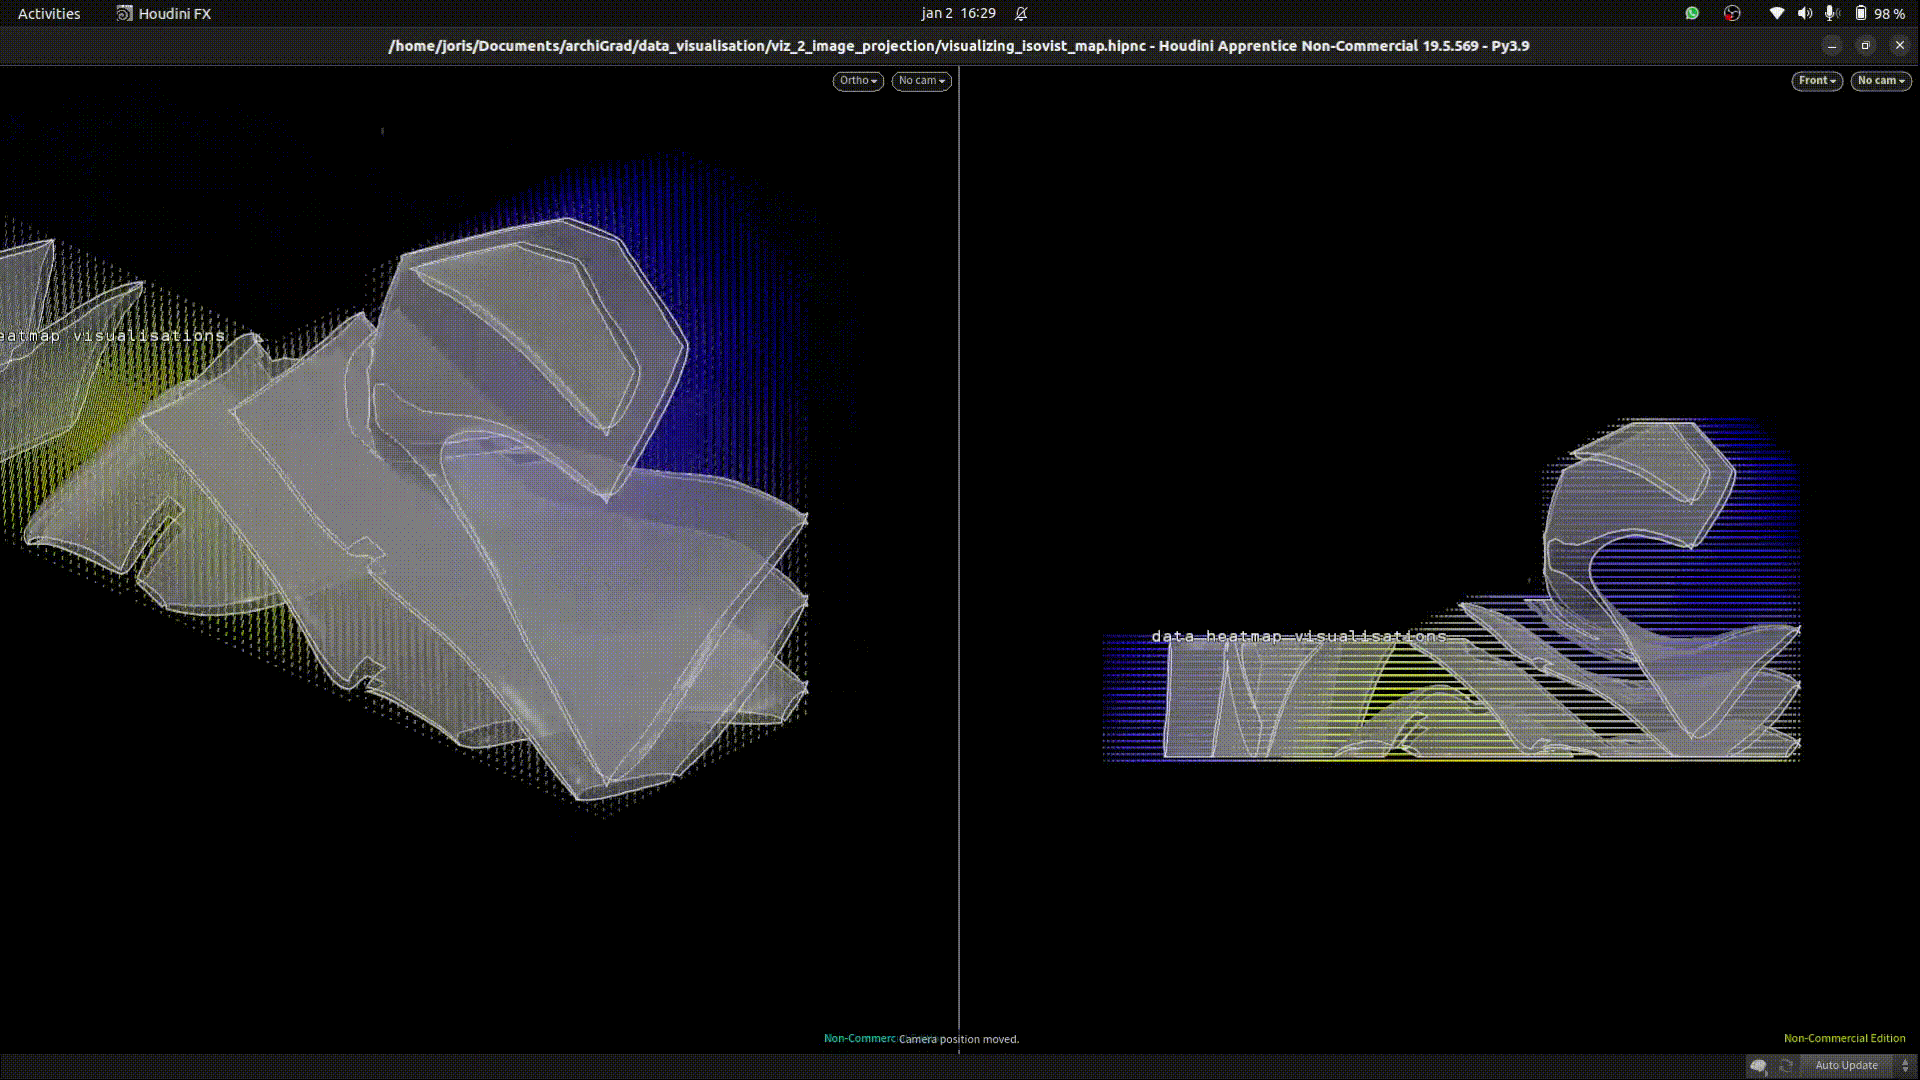 Activities Houdini FX jan 2 16:29 98 %
/home/joris/Documents/archiGrad/data_visualisation/viz_2_image_projection/visualizing_isovist_map.hipnc - Houdini Apprentice Non-Commercial 19.5.569 - Py3.9
Ortho No cam Front No cam
eatmap visualisations
data heatmap visualisations
Non-Commerc Camera position moved. Non-Commercial Edition
Auto Update